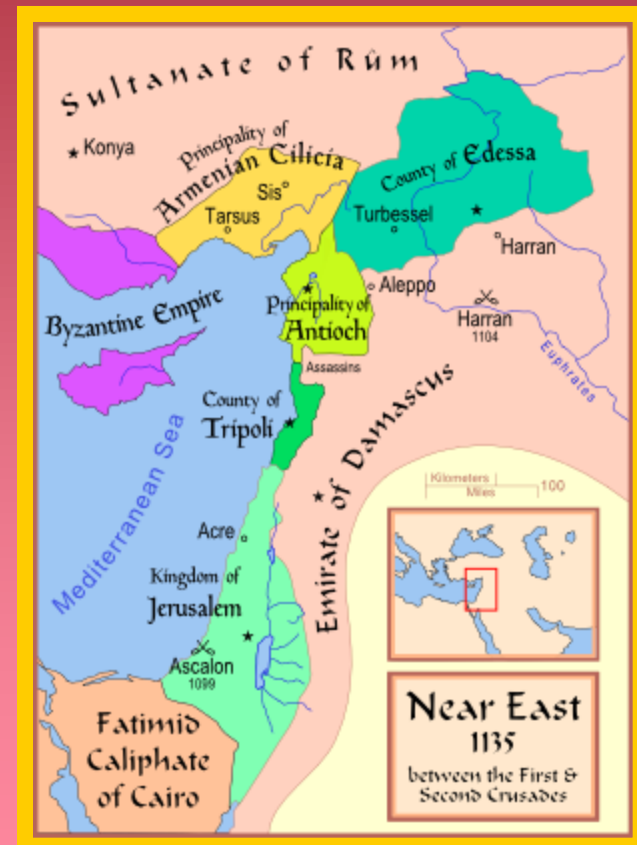 Sultanate of Rûm
Konya
Principality of
Armenian Cilicia
Sis
Tarsus
County of Edessa
Turbessel
Harran
Aleppo
Harran
1104
Euphrates
Byzantine Empire
Principality of
Antioch
Assassins
County of
Tripoli
Emirate of Damascus
Mediterranean Sea
Kilometers
Miles
100
Acre
Kingdom of
Jerusalem
Ascalon
1099
Fatimid
Caliphate
of Cairo
Near East
1135
between the First &
Second Crusades